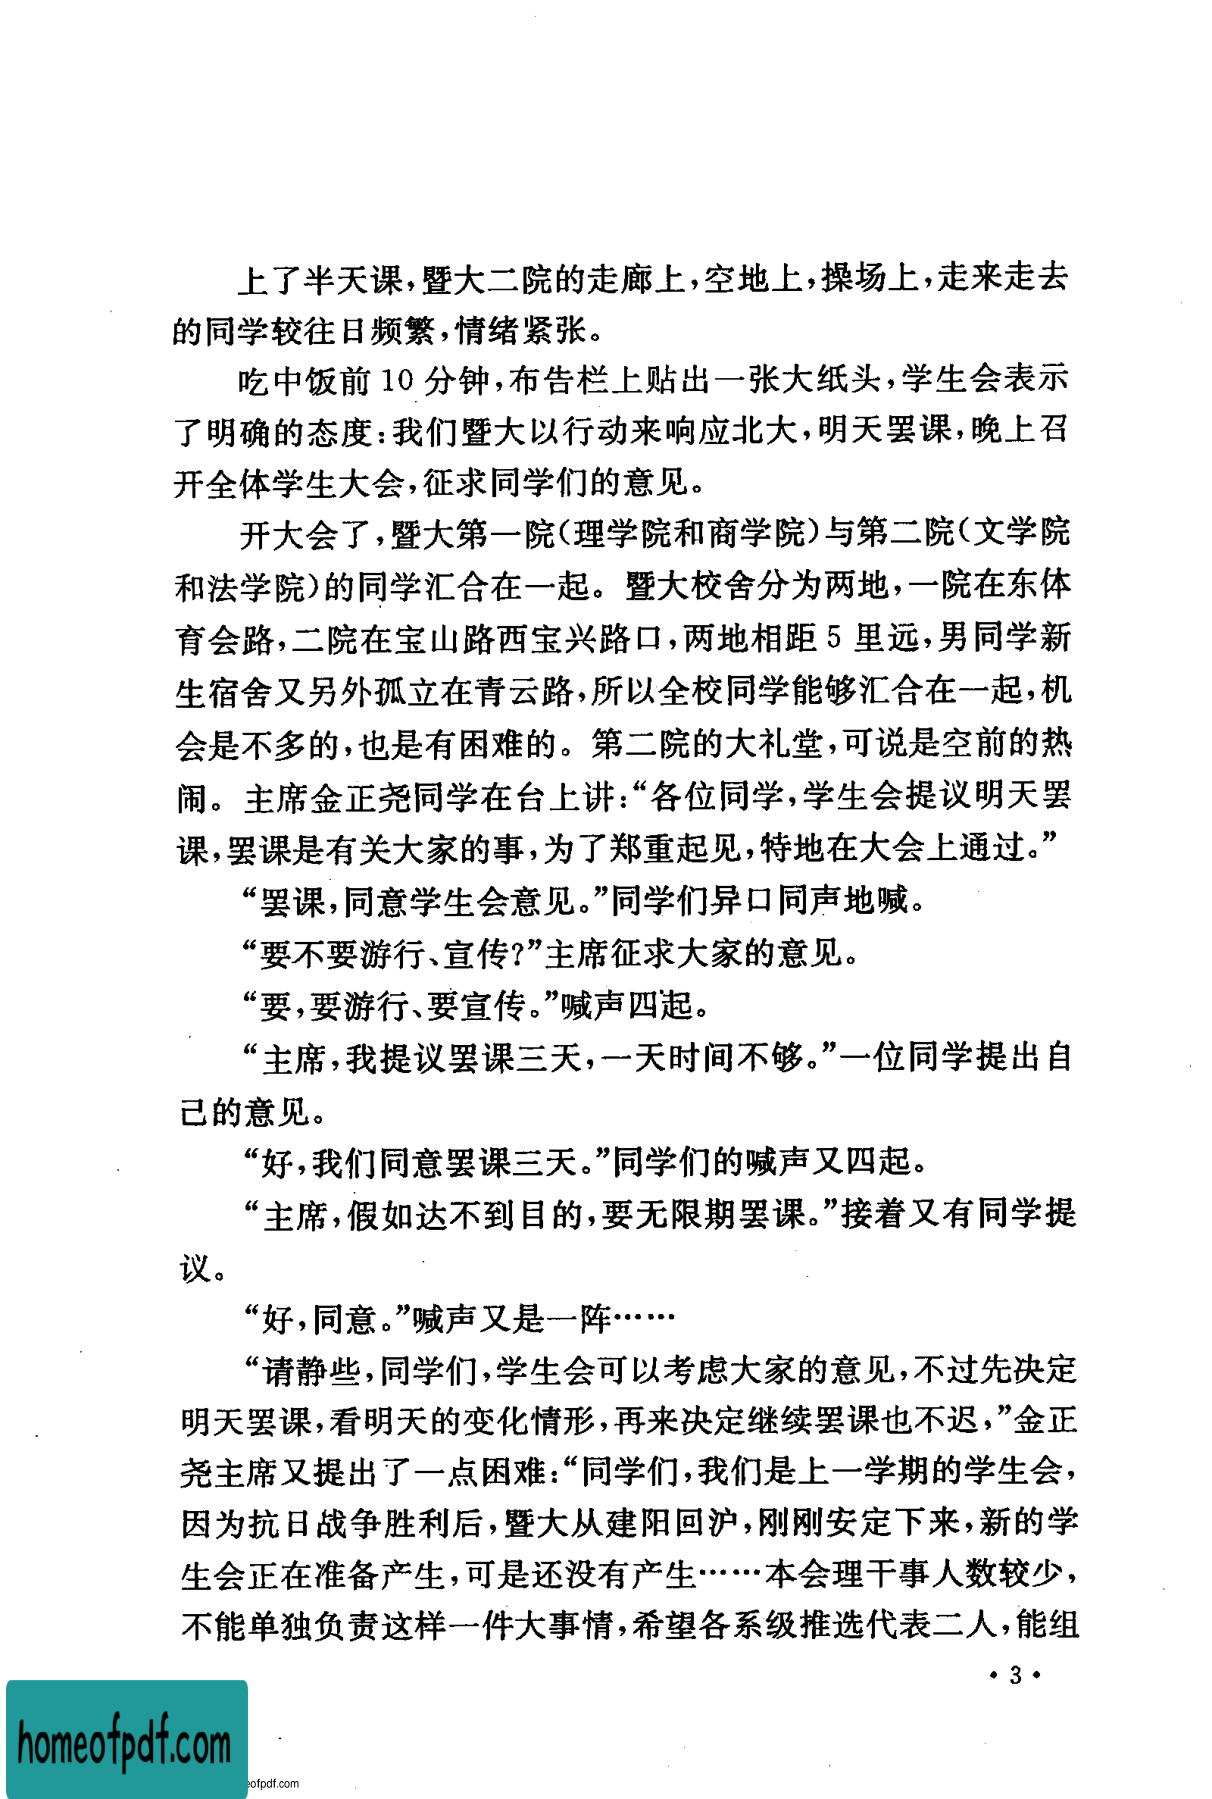 上了半天课，暨大二院的走廊上，空地上，操场上，走来走去
的同学较往日频繁，情绪紧张。
吃中饭前10分钟，布告栏上贴出一张大纸头，学生会表示
了明确的态度：我们暨大以行动来响应北大，明天罢课，晚上召
开全体学生大会，征求同学们的意见。
开大会了，暨大第一院（理学院和商学院）与第二院（文学院
和法学院）的同学汇合在一起。暨大校舍分为两地，一院在东体
育会路，二院在宝山路西宝兴路口，两地相距5里远，男同学新
生宿舍又另外孤立在青云路，所以全校同学能够汇合在一起，机
会是不多的，也是有困难的。第二院的大礼堂，可说是空前的热
闹。主席金正尧同学在台上讲：“各位同学，学生会提议明天罢
课，罢课是有关大家的事，为了郑重起见，特地在大会上通过。”
“罢课，同意学生会意见。”同学们异口同声地喊。
“要不要游行、宣传？”主席征求大家的意见。
“要，要游行、要宣传。”喊声四起。
“主席，我提议罢课三天，一天时间不够。”一位同学提出自
己的意见。
“好，我们同意罢课三天。”同学们的喊声又四起。
“主席，假如达不到目的，要无限期罢课。”接着又有同学提
议。
“好，同意。”喊声又是一阵……
“请静些，同学们，学生会可以考虑大家的意见，不过先决定
明天罢课，看明天的变化情形，再来决定继续罢课也不迟，”金正
尧主席又提出了一点困难：“同学们，我们是上一学期的学生会，
因为抗日战争胜利后，暨大从建阳回沪，刚刚安定下来，新的学
生会正在准备产生，可是还没有产生……本会理干事人数较少，
不能单独负责这样一件大事情，希望各系级推选代表二人，能组
·3·
homeofpdf.com
eofpdf.com